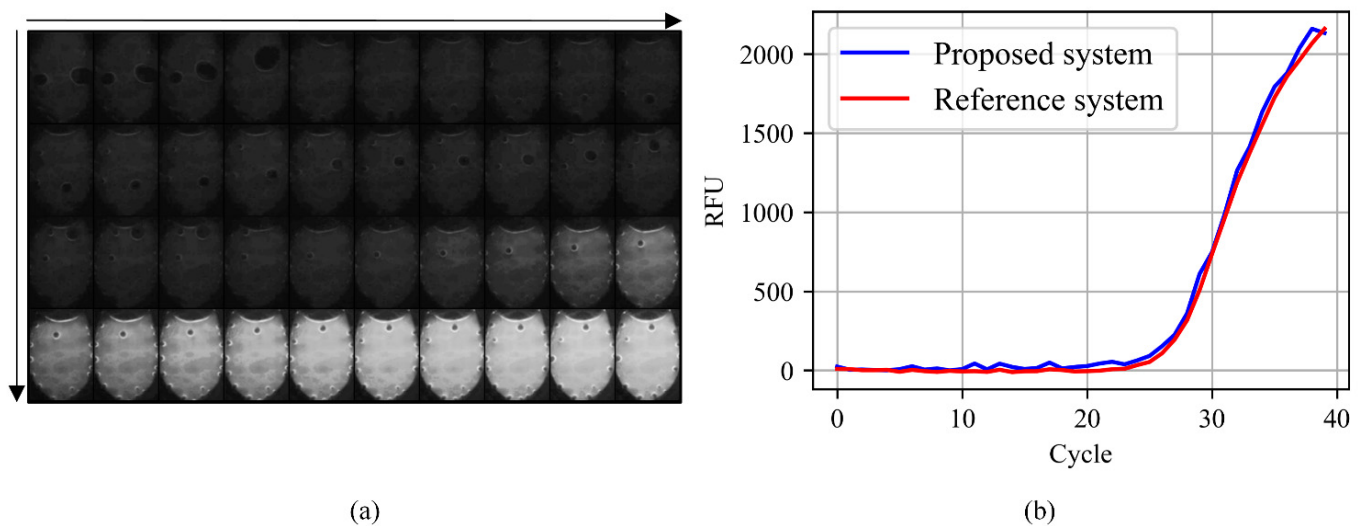 2000
1500
1000
500
0
RFU
Proposed system
Reference system
0 10 20 30 40
Cycle
(a) (b)